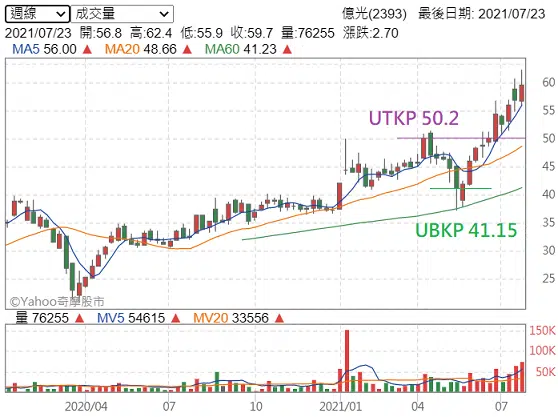 週線 成交量 億光(2393) 最後日期: 2021/07/23
2021/07/23 開:56.8 高:62.4 低:55.9 收:59.7 量:76255 漲跌:2.70
MA5 56.00 ▲ MA20 48.66 ▲ MA60 41.23 ▲
60
55
UTKP 50.2
50
45
40
UBKP 41.15
35
30
25
©Yahoo奇摩股市
量 76255 ▲ MV5 54615 ▲ MV20 33556 ▲
150K
100K
50K
2020/04 07 10 2021/01 04 07